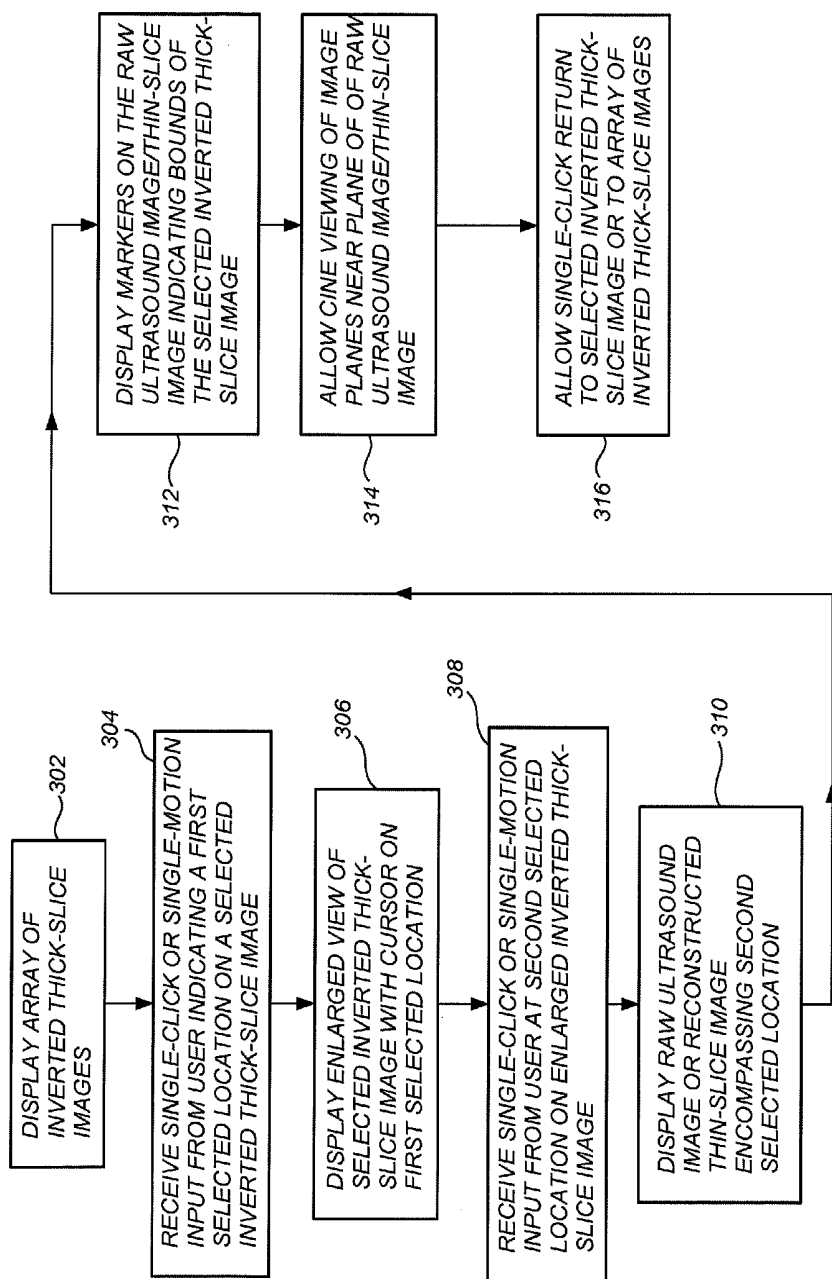 302
DISPLAY ARRAY OF
INVERTED THICK-SLICE
IMAGES
304
RECEIVE SINGLE-CLICK OR SINGLE-MOTION
INPUT FROM USER INDICATING A FIRST
SELECTED LOCATION ON A SELECTED
INVERTED THICK-SLICE IMAGE
306
DISPLAY ENLARGED VIEW OF
SELECTED INVERTED THICK-
SLICE IMAGE WITH CURSOR ON
FIRST SELECTED LOCATION
308
RECEIVE SINGLE-CLICK OR SINGLE-MOTION
INPUT FROM USER AT SECOND SELECTED
LOCATION ON ENLARGED INVERTED THICK-
SLICE IMAGE
310
DISPLAY RAW ULTRASOUND
IMAGE OR RECONSTRUCTED
THIN-SLICE IMAGE
ENCOMPASSING SECOND
SELECTED LOCATION
312
DISPLAY MARKERS ON THE RAW
ULTRASOUND IMAGE/THIN-SLICE
IMAGE INDICATING BOUNDS OF
THE SELECTED INVERTED THICK-
SLICE IMAGE
314
ALLOW CINE VIEWING OF IMAGE
PLANES NEAR PLANE OF OF RAW
ULTRASOUND IMAGE/THIN-SLICE
IMAGE
316
ALLOW SINGLE-CLICK RETURN
TO SELECTED INVERTED THICK-
SLICE IMAGE OR TO ARRAY OF
INVERTED THICK-SLICE IMAGES